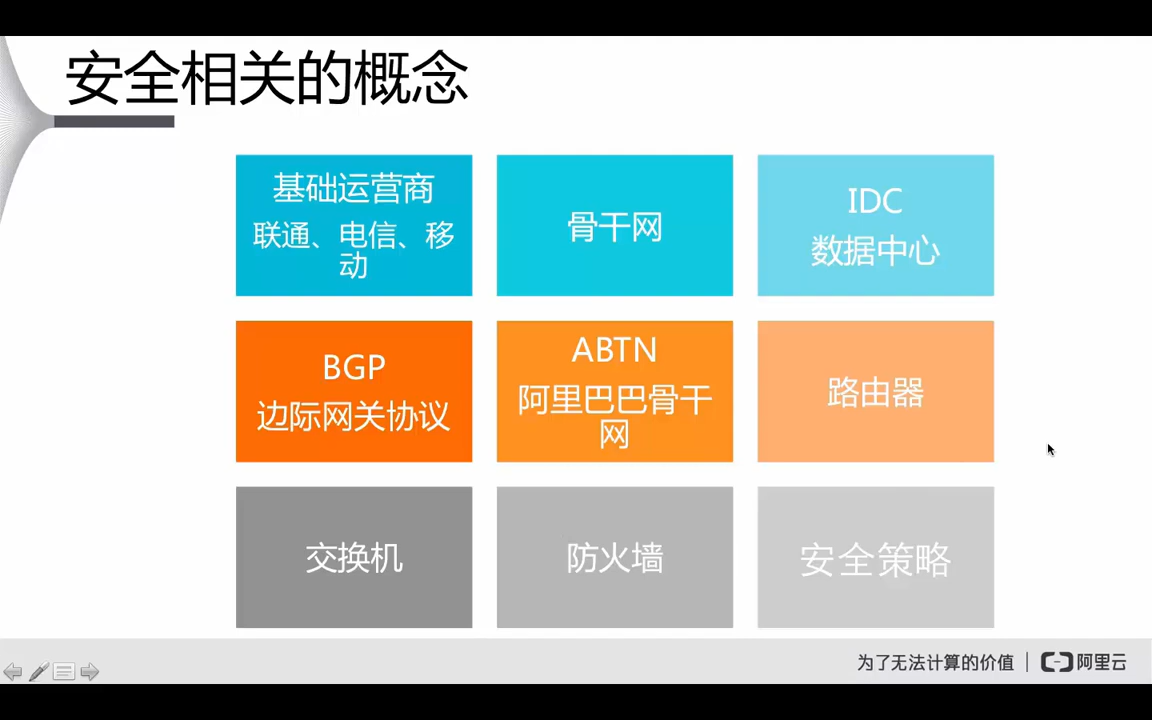 安全相关的概念
基础运营商
联通、电信、移
动
骨干网
IDC
数据中心
BGP
边际网关协议
ABTN
阿里巴巴骨干
网
路由器
交换机
防火墙
安全策略
为了无法计算的价值 | 阿里云